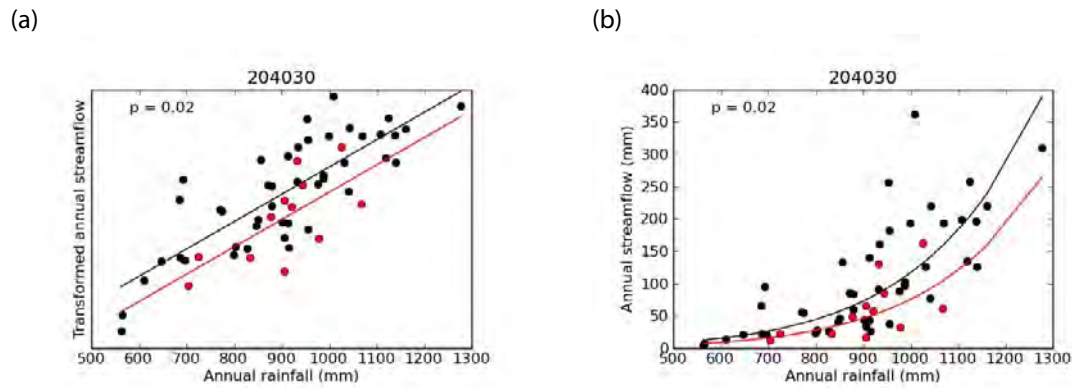 (a)
204030
p = 0.02
Transformed annual streamflow
500 600 700 800 900 1000 1100 1200 1300
Annual rainfall (mm)
(b)
204030
p = 0.02
Annual streamflow (mm)
400
350
300
250
200
150
100
50
0
500 600 700 800 900 1000 1100 1200 1300
Annual rainfall (mm)